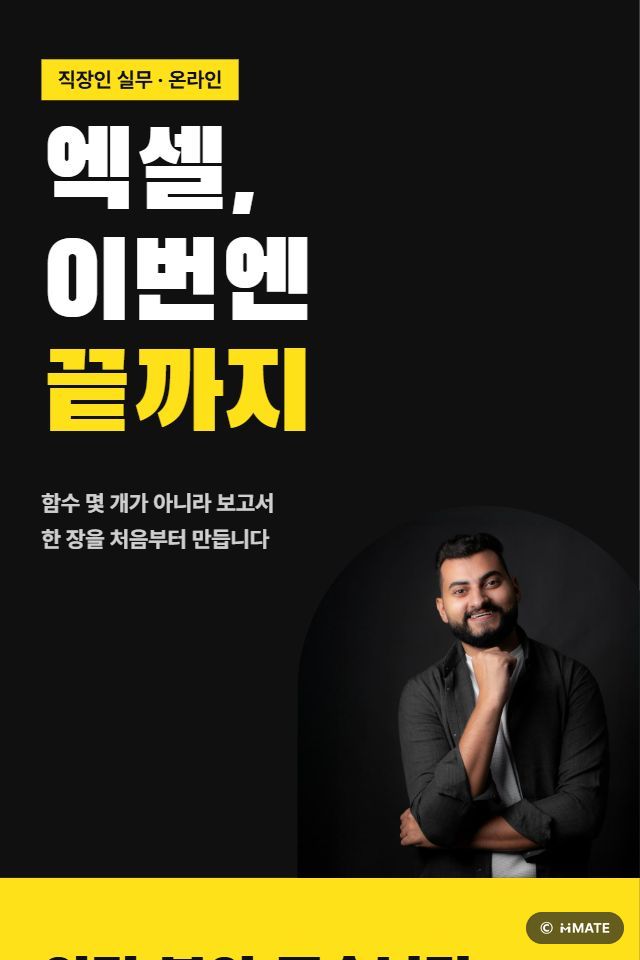 직장인 실무 · 온라인
엑셀,
이번엔
끝까지
함수 몇 개가 아니라 보고서
한 장을 처음부터 만듭니다
© MMATE